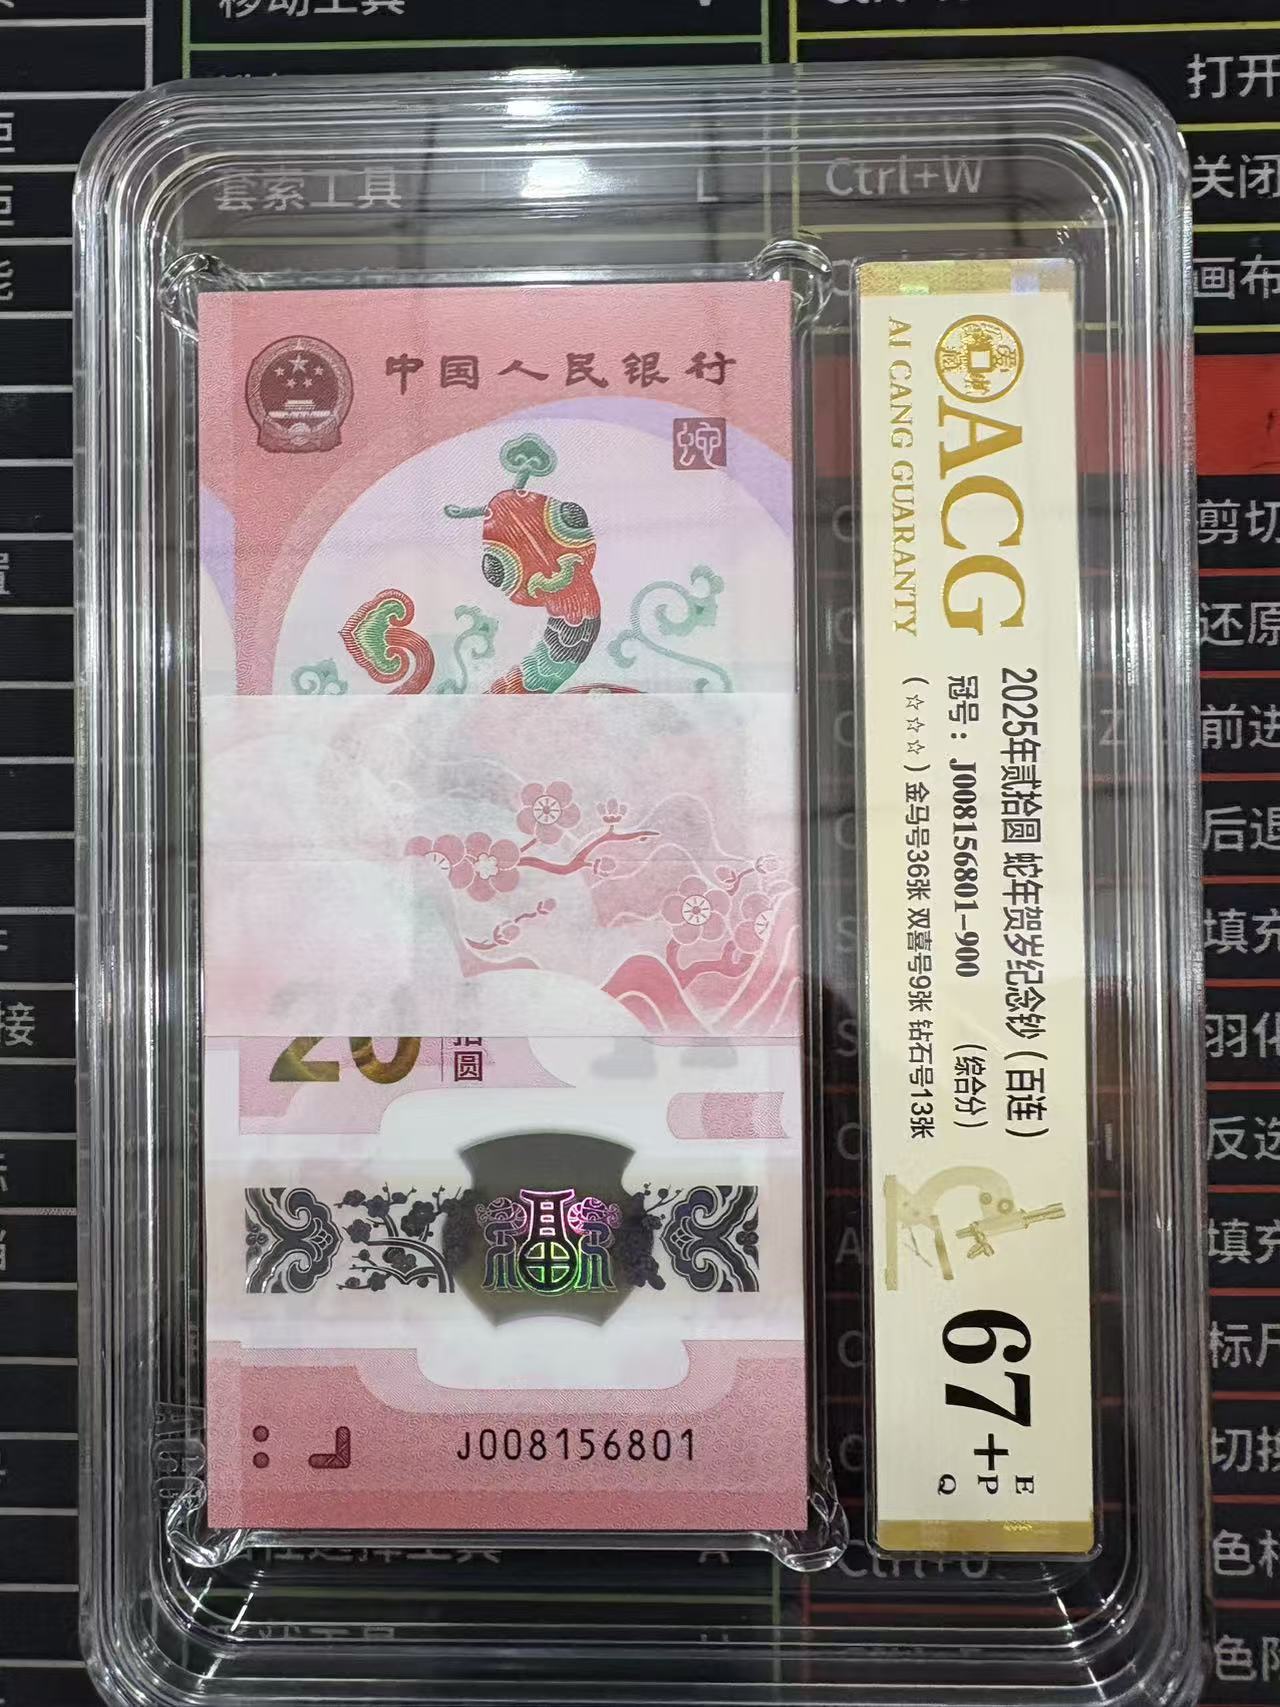 移动工具
套索工具 L
Ctrl+W
打开
关闭
画布
剪切
还原
前进
后退
填充
羽化
反选
填充
标尺
切换
接
中国人民银行
蛇
20
圆
J008156801
ACG
AI CANG GUARANTY
2025年贰拾圆 蛇年贺岁纪念钞（百连）
冠号：J008156801-900 （综合分）
（☆☆☆）金马号36张 双喜号9张 钻石号13张
67+
E
P
Q